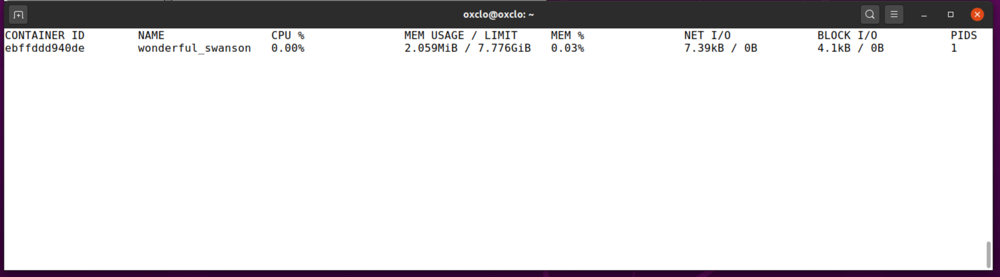 oxclo@oxclo: ~
CONTAINER ID NAME CPU % MEM USAGE / LIMIT MEM % NET I/O BLOCK I/O PIDS
ebffddd940de wonderful_swanson 0.00% 2.059MiB / 7.776GiB 0.03% 7.39kB / 0B 4.1kB / 0B 1